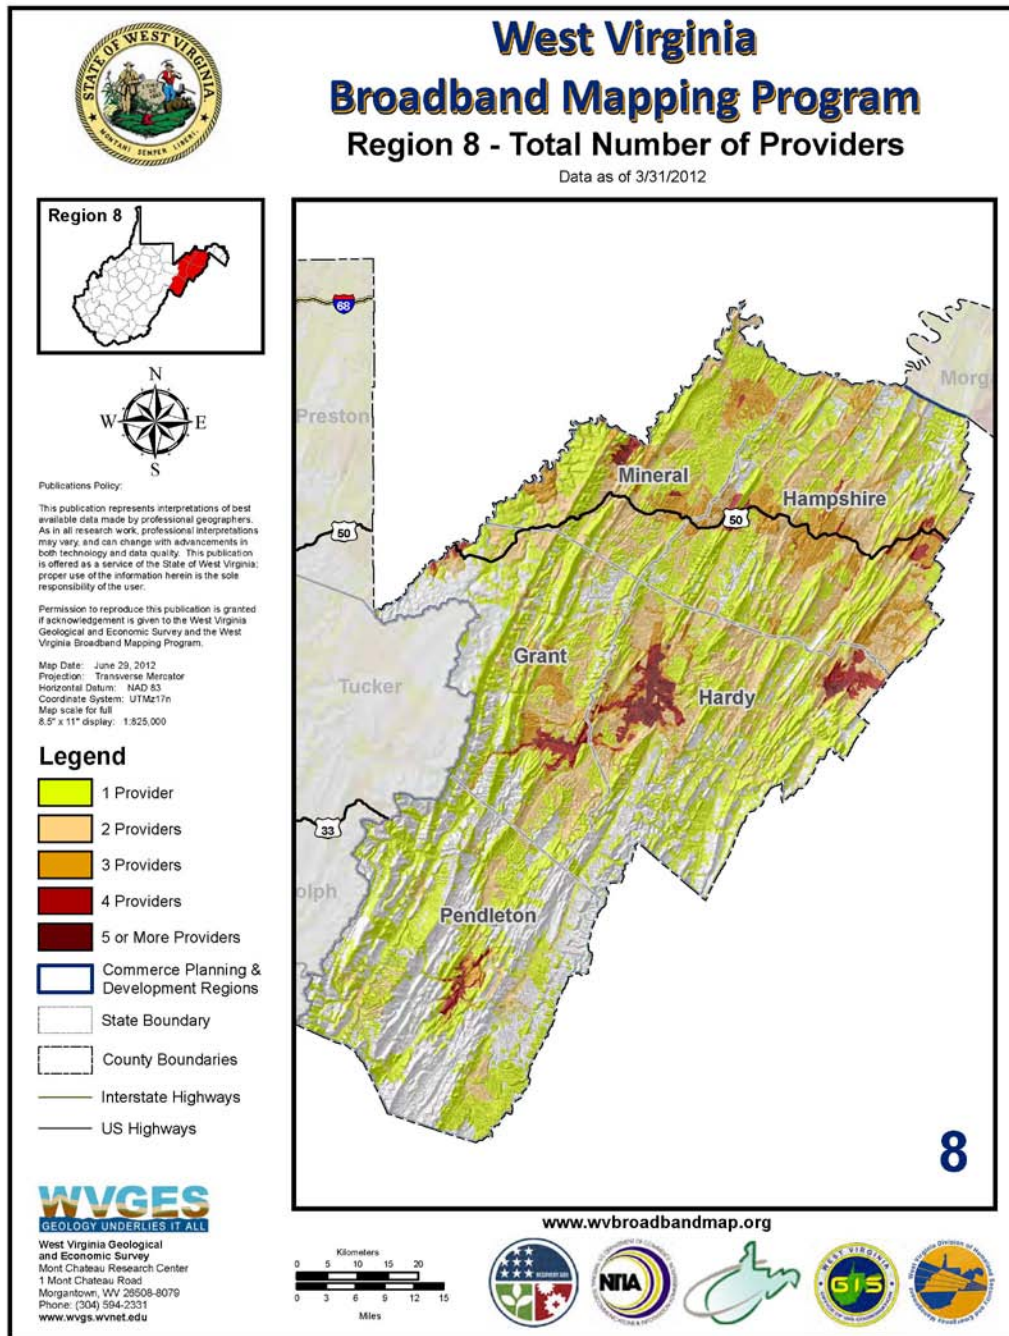 STATE OF WEST VIRGINIA
MONTANI SEMPER LIBERI
West Virginia
Broadband Mapping Program
Region 8 - Total Number of Providers
Data as of 3/31/2012
Region 8
N
W E
S
Publications Policy:
This publication represents interpretations of best
available data made by professional geographers.
As in all research work, professional interpretations
may vary, and can change with advancements in
both technology and data quality. This publication
is offered as a service of the State of West Virginia;
proper use of the information herein is the sole
responsibility of the user.
Permission to reproduce this publication is granted
if acknowledgement is given to the West Virginia
Geological and Economic Survey and the West
Virginia Broadband Mapping Program.
Map Date: June 29, 2012
Projection: Transverse Mercator
Horizontal Datum: NAD 83
Coordinate System: UTMz17n
Map scale for full
8.5" x 11" display: 1:825,000
Legend
1 Provider
2 Providers
3 Providers
4 Providers
5 or More Providers
Commerce Planning &
Development Regions
State Boundary
County Boundaries
Interstate Highways
US Highways
68
Morg
Preston
Mineral
Hampshire
50
50
Grant
Tucker
Hardy
33
olph
Pendleton
8
WVGES
GEOLOGY UNDERLIES IT ALL
West Virginia Geological
and Economic Survey
Mont Chateau Research Center
1 Mont Chateau Road
Morgantown, WV 26508-8079
Phone: (304) 594-2331
www.wvgs.wvnet.edu
Kilometers
0 5 10 15 20
0 3 6 9 12 15
Miles
www.wvbroadbandmap.org
RECOVERY.GOV
NTIA
WEST VIRGINIA
GIS